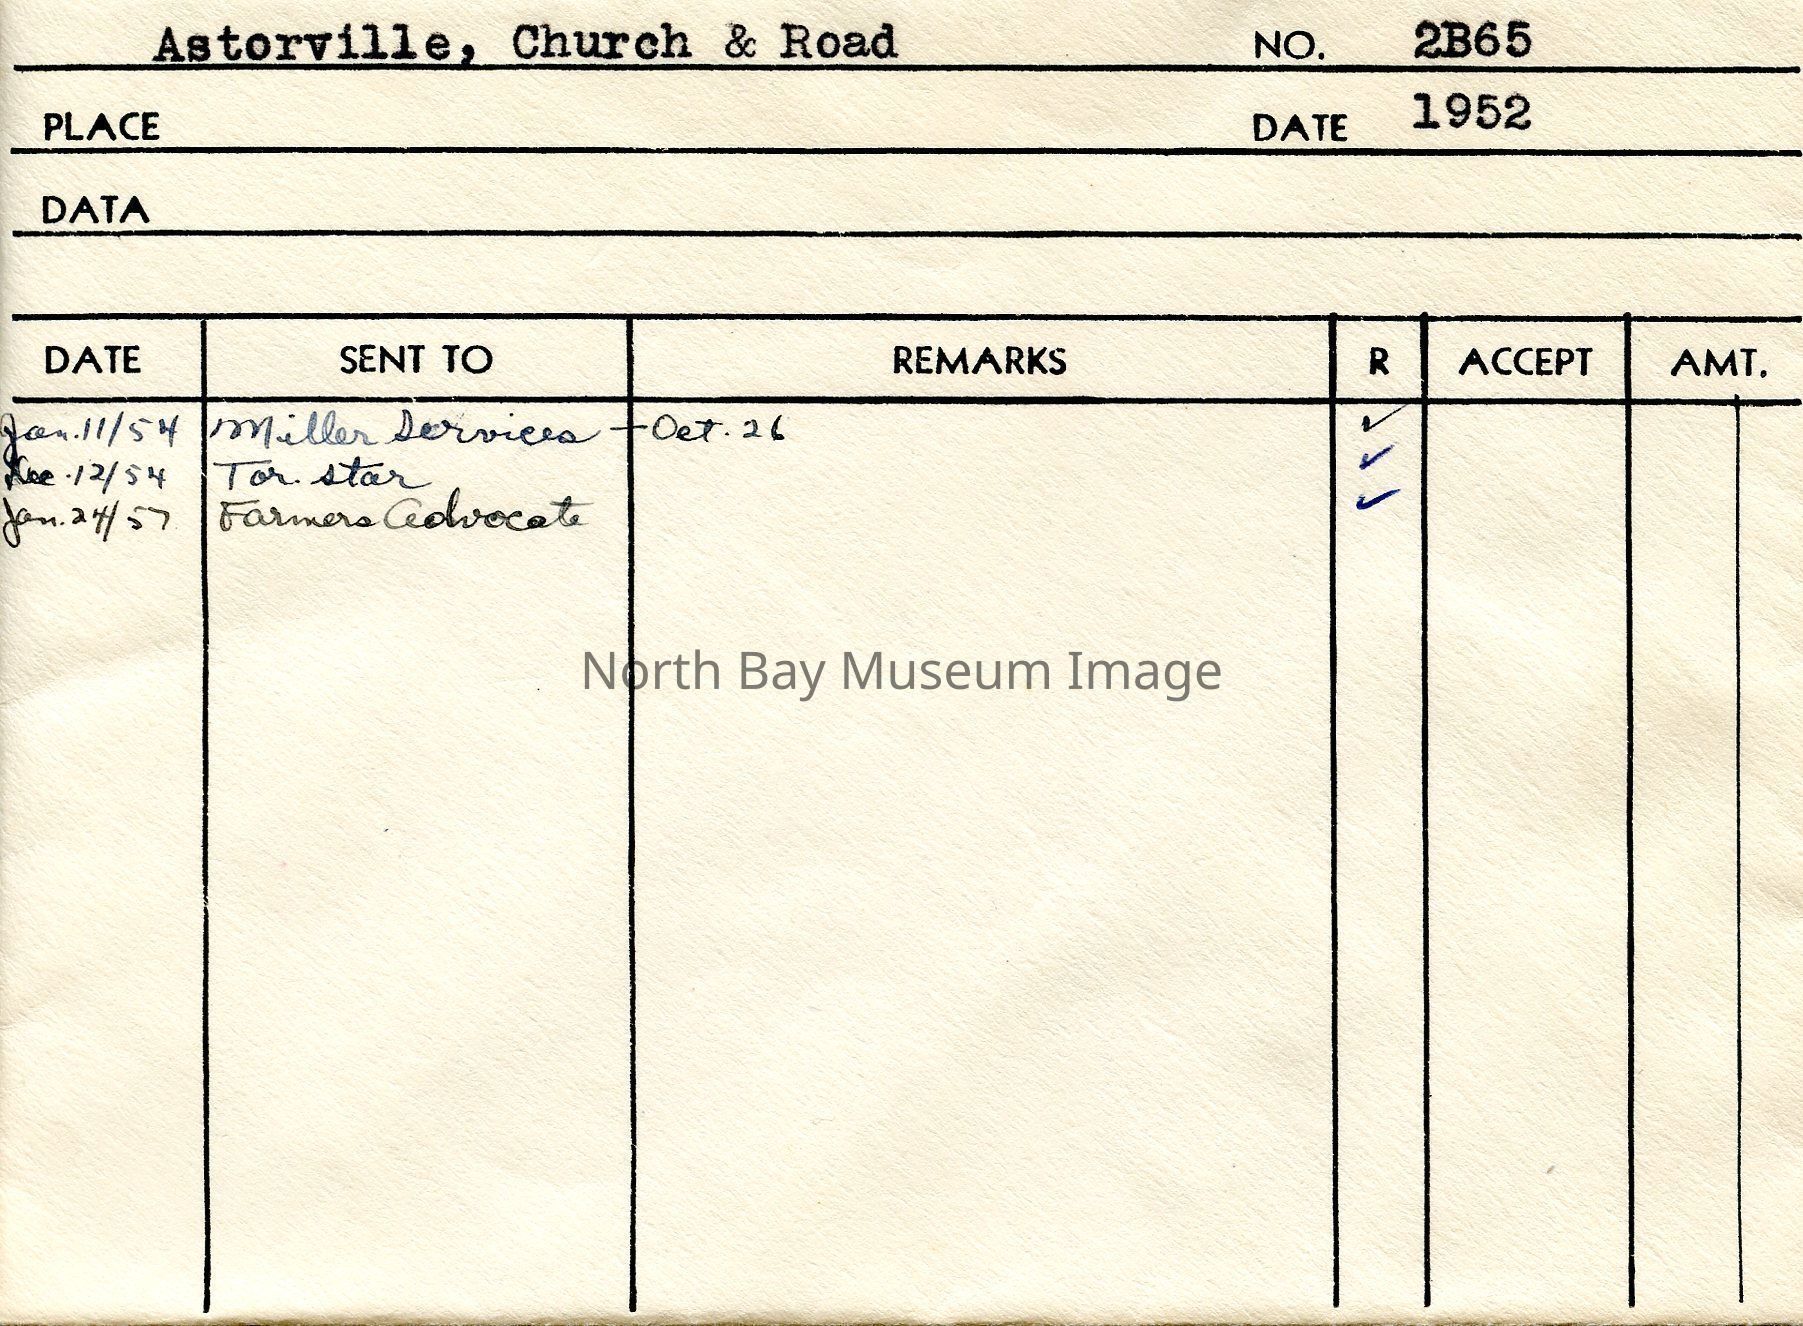 Astorville, Church & Road NO. 2B65
PLACE DATE 1952
DATA
DATE SENT TO REMARKS R ACCEPT AMT.
Jan. 11/54 Miller Services - Oct. 26 ✓
Dec. 12/54 Tor. star ✓
Jan. 24/57 Farmers Advocate ✓
North Bay Museum Image